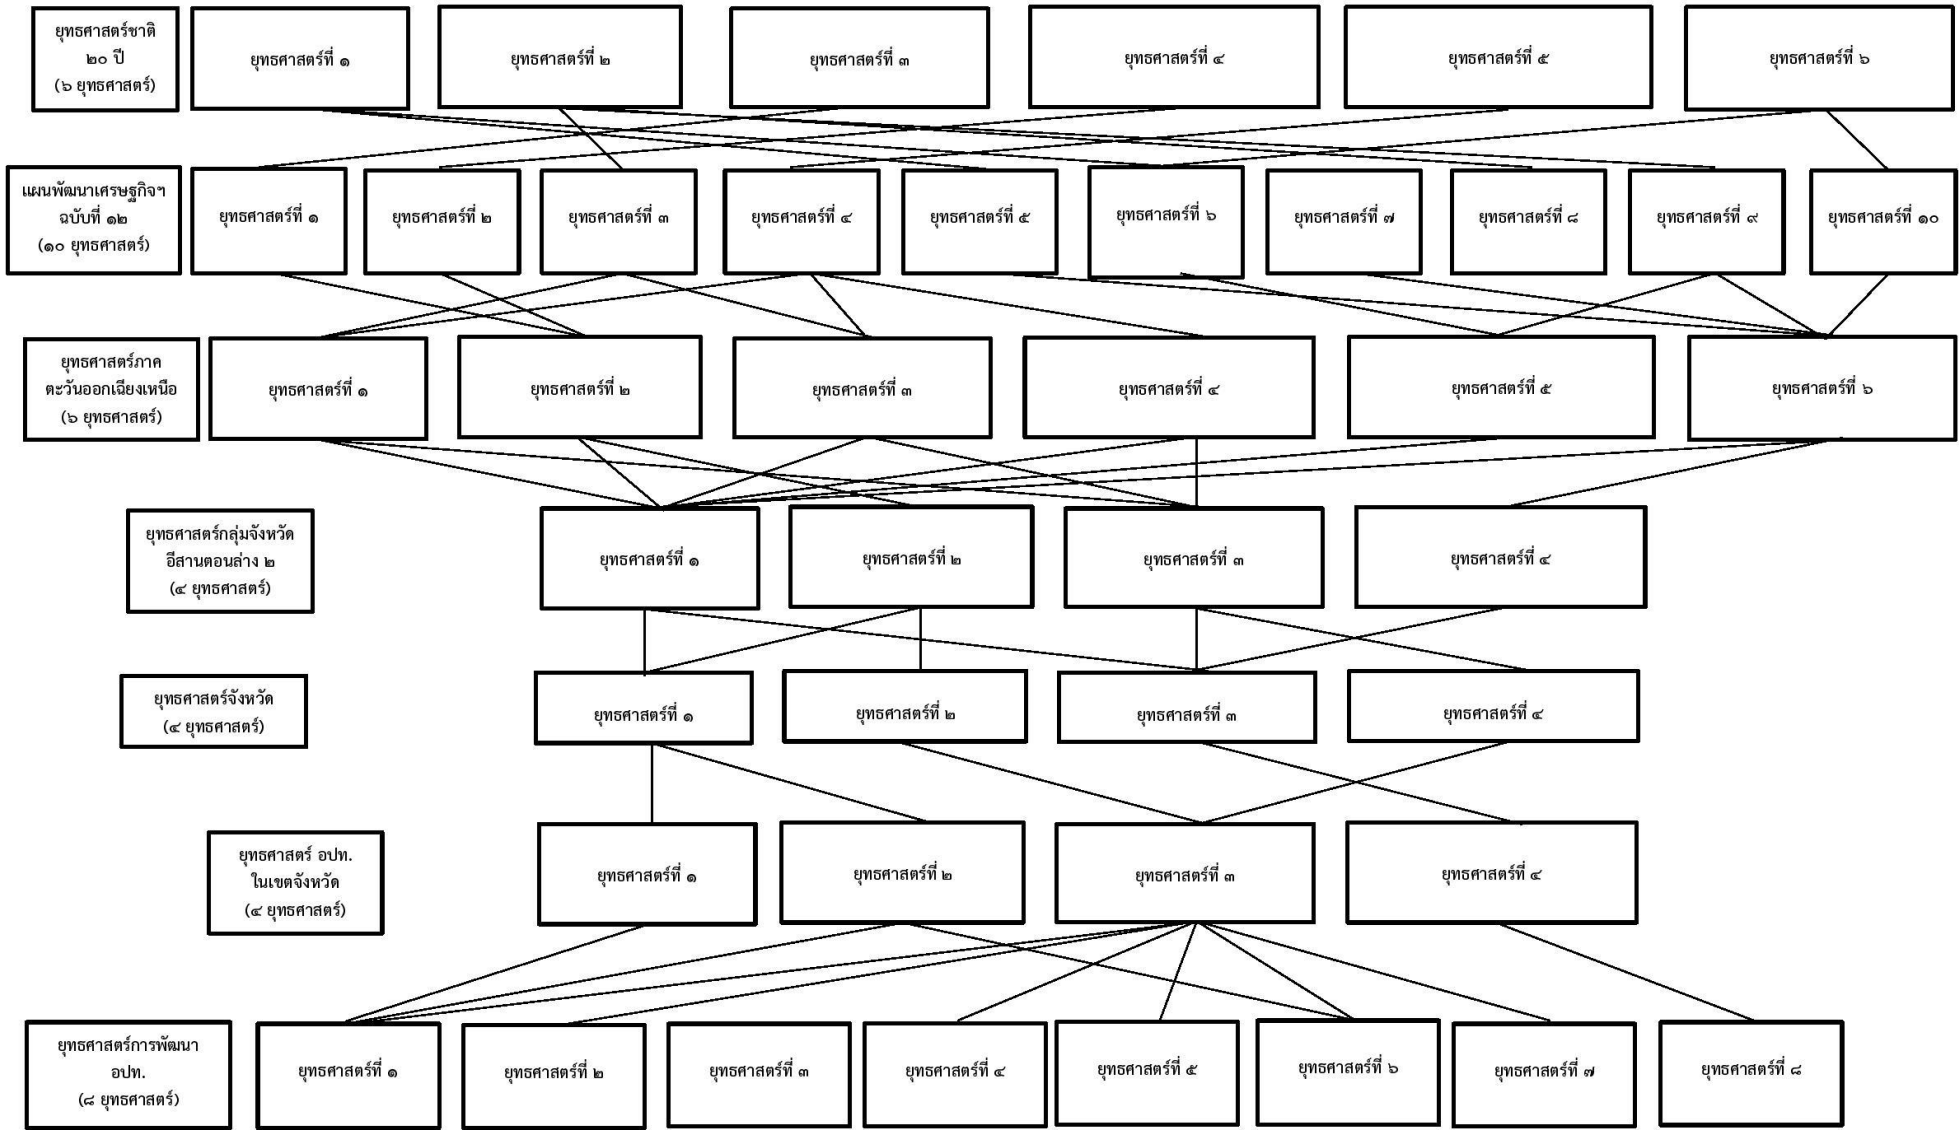 ยุทธศาสตร์ชาติ
๒๐ ปี
(๖ ยุทธศาสตร์)
ยุทธศาสตร์ที่ ๑
ยุทธศาสตร์ที่ ๒
ยุทธศาสตร์ที่ ๓
ยุทธศาสตร์ที่ ๔
ยุทธศาสตร์ที่ ๕
ยุทธศาสตร์ที่ ๖
แผนพัฒนาเศรษฐกิจฯ
ฉบับที่ ๑๒
(๑๐ ยุทธศาสตร์)
ยุทธศาสตร์ที่ ๑
ยุทธศาสตร์ที่ ๒
ยุทธศาสตร์ที่ ๓
ยุทธศาสตร์ที่ ๔
ยุทธศาสตร์ที่ ๕
ยุทธศาสตร์ที่ ๖
ยุทธศาสตร์ที่ ๗
ยุทธศาสตร์ที่ ๘
ยุทธศาสตร์ที่ ๙
ยุทธศาสตร์ที่ ๑๐
ยุทธศาสตร์ภาค
ตะวันออกเฉียงเหนือ
(๖ ยุทธศาสตร์)
ยุทธศาสตร์ที่ ๑
ยุทธศาสตร์ที่ ๒
ยุทธศาสตร์ที่ ๓
ยุทธศาสตร์ที่ ๔
ยุทธศาสตร์ที่ ๕
ยุทธศาสตร์ที่ ๖
ยุทธศาสตร์กลุ่มจังหวัด
อีสานตอนล่าง ๒
(๔ ยุทธศาสตร์)
ยุทธศาสตร์ที่ ๑
ยุทธศาสตร์ที่ ๒
ยุทธศาสตร์ที่ ๓
ยุทธศาสตร์ที่ ๔
ยุทธศาสตร์จังหวัด
(๔ ยุทธศาสตร์)
ยุทธศาสตร์ที่ ๑
ยุทธศาสตร์ที่ ๒
ยุทธศาสตร์ที่ ๓
ยุทธศาสตร์ที่ ๔
ยุทธศาสตร์ อปท.
ในเขตจังหวัด
(๔ ยุทธศาสตร์)
ยุทธศาสตร์ที่ ๑
ยุทธศาสตร์ที่ ๒
ยุทธศาสตร์ที่ ๓
ยุทธศาสตร์ที่ ๔
ยุทธศาสตร์การพัฒนา
อปท.
(๘ ยุทธศาสตร์)
ยุทธศาสตร์ที่ ๑
ยุทธศาสตร์ที่ ๒
ยุทธศาสตร์ที่ ๓
ยุทธศาสตร์ที่ ๔
ยุทธศาสตร์ที่ ๕
ยุทธศาสตร์ที่ ๖
ยุทธศาสตร์ที่ ๗
ยุทธศาสตร์ที่ ๘